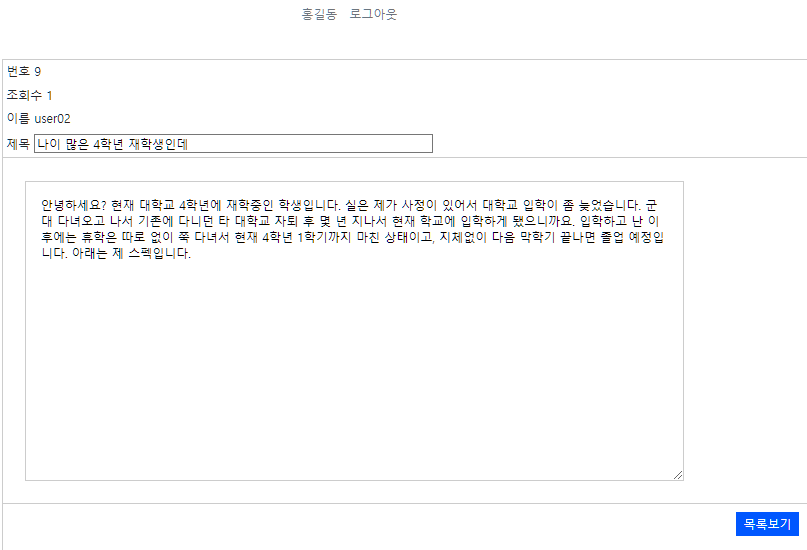 홍길동 로그아웃
번호 9
조회수 1
이름 user02
제목 나이 많은 4학년 재학생인데
안녕하세요? 현재 대학교 4학년에 재학중인 학생입니다. 실은 제가 사정이 있어서 대학교 입학이 좀 늦었습니다. 군
대 다녀오고 나서 기존에 다니던 타 대학교 자퇴 후 몇 년 지나서 현재 학교에 입학하게 됐으니까요. 입학하고 난 이
후에는 휴학은 따로 없이 쭉 다녀서 현재 4학년 1학기까지 마친 상태이고, 지체없이 다음 막학기 끝나면 졸업 예정입
니다. 아래는 제 스펙입니다.
목록보기